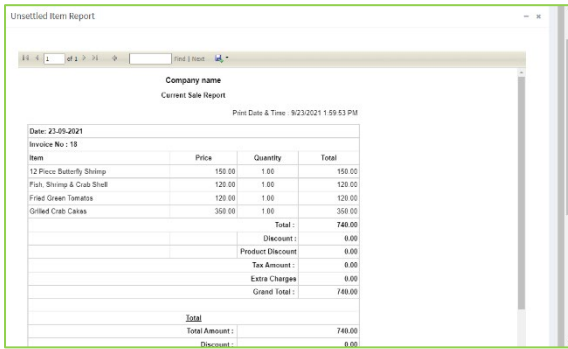 Unsettled Item Report
1 of 1 Find | Next
Company name
Current Sale Report
Print Date & Time : 9/23/2021 1:59:53 PM
Date: 23-09-2021
Invoice No : 18
Item Price Quantity Total
12 Piece Butterfly Shrimp 150.00 1.00 150.00
Fish, Shrimp & Crab Shell 120.00 1.00 120.00
Fried Green Tomatos 120.00 1.00 120.00
Grilled Crab Cakes 350.00 1.00 350.00
Total : 740.00
Discount : 0.00
Product Discount 0.00
Tax Amount : 0.00
Extra Charges 0.00
Grand Total : 740.00
Total
Total Amount : 740.00
Discount : 0.00